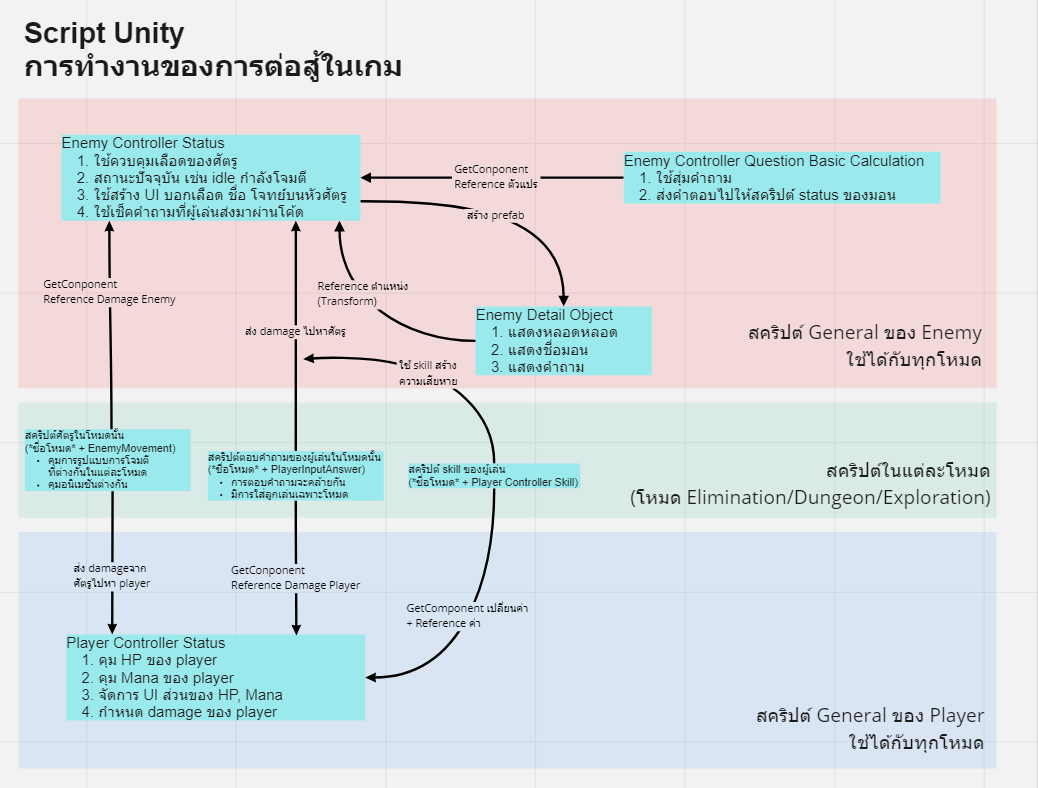 Script Unity
การทำงานของการต่อสู้ในเกม
Enemy Controller Status
1. ใช้ควบคุมเลือดของศัตรู
2. สถานะปัจจุบัน เช่น idle กำลังโจมตี
3. ใช้สร้าง UI บอกเลือด ชื่อ โจทย์บนหัวศัตรู
4. ใช้เช็คคำถามที่ผู้เล่นส่งมาผ่านโค้ด
GetConponent
Reference ตัวแปร
Enemy Controller Question Basic Calculation
1. ใช้สุ่มคำถาม
2. ส่งคำตอบไปให้สคริปต์ status ของมอน
สร้าง prefab
GetConponent
Reference Damage Enemy
Reference ตำแหน่ง
(Transform)
Enemy Detail Object
1. แสดงหลอดหลอด
2. แสดงชื่อมอน
3. แสดงคำถาม
สคริปต์ General ของ Enemy
ใช้ได้กับทุกโหมด
ส่ง damage ไปหาศัตรู
ใช้ skill สร้าง
ความเสียหาย
สคริปต์ศัตรูในโหมดนั้น
(*ชื่อโหมด* + EnemyMovement)
• คุมการรูปแบบการโจมตี
ที่ต่างกันในแต่ละโหมด
• คุมอนิเมชันต่างกัน
สคริปต์ตอบคำถามของผู้เล่นในโหมดนั้น
(*ชื่อโหมด* + PlayerInputAnswer)
• การตอบคำถามจะคล้ายกัน
• มีการใส่ลูกเล่นเฉพาะโหมด
สคริปต์ skill ของผู้เล่น
(*ชื่อโหมด* + Player Controller Skill)
สคริปต์ในแต่ละโหมด
(โหมด Elimination/Dungeon/Exploration)
ส่ง damageจาก
ศัตรูไปหา player
GetConponent
Reference Damage Player
GetComponent เปลี่ยนค่า
+ Reference ค่า
Player Controller Status
1. คุม HP ของ player
2. คุม Mana ของ player
3. จัดการ UI ส่วนของ HP, Mana
4. กำหนด damage ของ player
สคริปต์ General ของ Player
ใช้ได้กับทุกโหมด